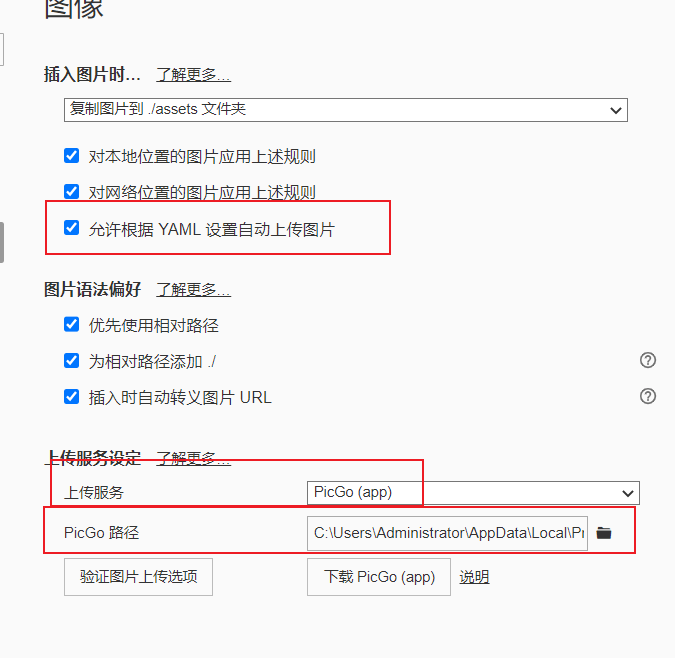 图像
插入图片时… 了解更多…
复制图片到 ./assets 文件夹
对本地位置的图片应用上述规则
对网络位置的图片应用上述规则
允许根据 YAML 设置自动上传图片
图片语法偏好 了解更多…
优先使用相对路径
为相对路径添加 ./
插入时自动转义图片 URL
上传服务设定 了解更多…
上传服务 PicGo (app)
PicGo 路径 C:\Users\Administrator\AppData\Local\Pr
验证图片上传选项 下载 PicGo (app) 说明